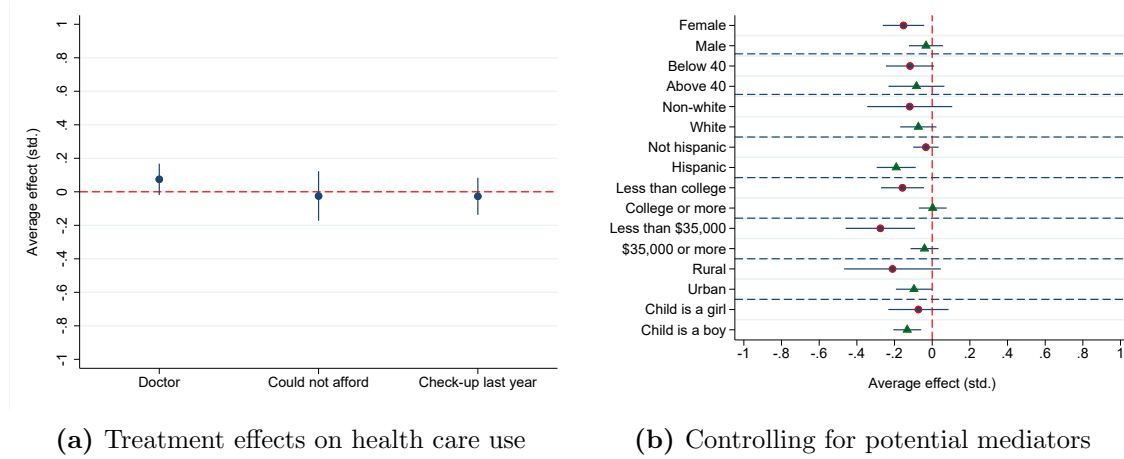 Average effect (std.)
1
.8
.6
.4
.2
0
-.2
-.4
-.6
-.8
-1
Doctor Could not afford Check-up last year
(a) Treatment effects on health care use
Female
Male
Below 40
Above 40
Non-white
White
Not hispanic
Hispanic
Less than college
College or more
Less than $35,000
$35,000 or more
Rural
Urban
Child is a girl
Child is a boy
-1 -.8 -.6 -.4 -.2 0 .2 .4 .6 .8 1
Average effect (std.)
(b) Controlling for potential mediators